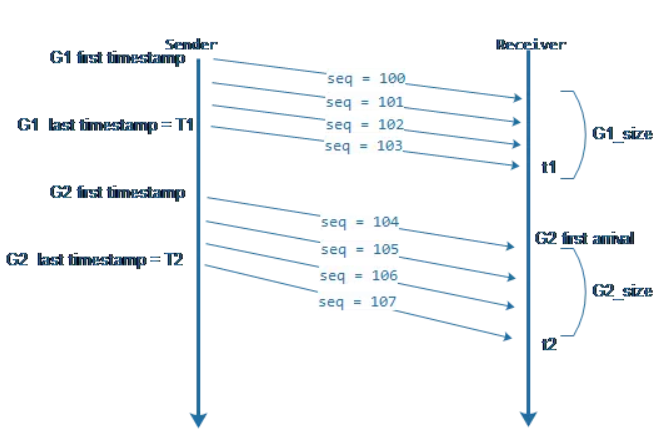 Sender
Receiver
G1 first timestamp
seq = 100
seq = 101
G1 last timestamp = T1
seq = 102
G1_size
seq = 103
t1
G2 first timestamp
seq = 104
G2 first arrival
seq = 105
G2 last timestamp = T2
seq = 106
G2_size
seq = 107
t2